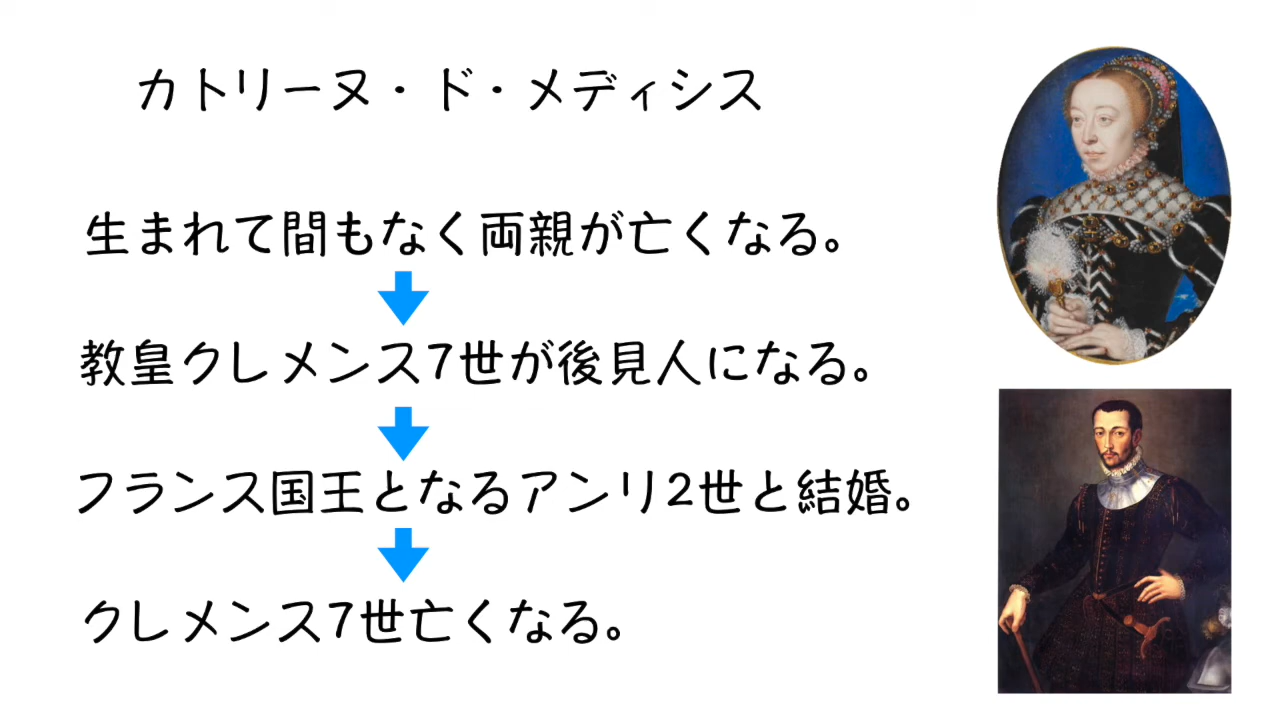 カトリーヌ・ド・メディシス
生まれて間もなく両親が亡くなる。
教皇クレメンス7世が後見人になる。
フランス国王となるアンリ2世と結婚。
クレメンス7世亡くなる。